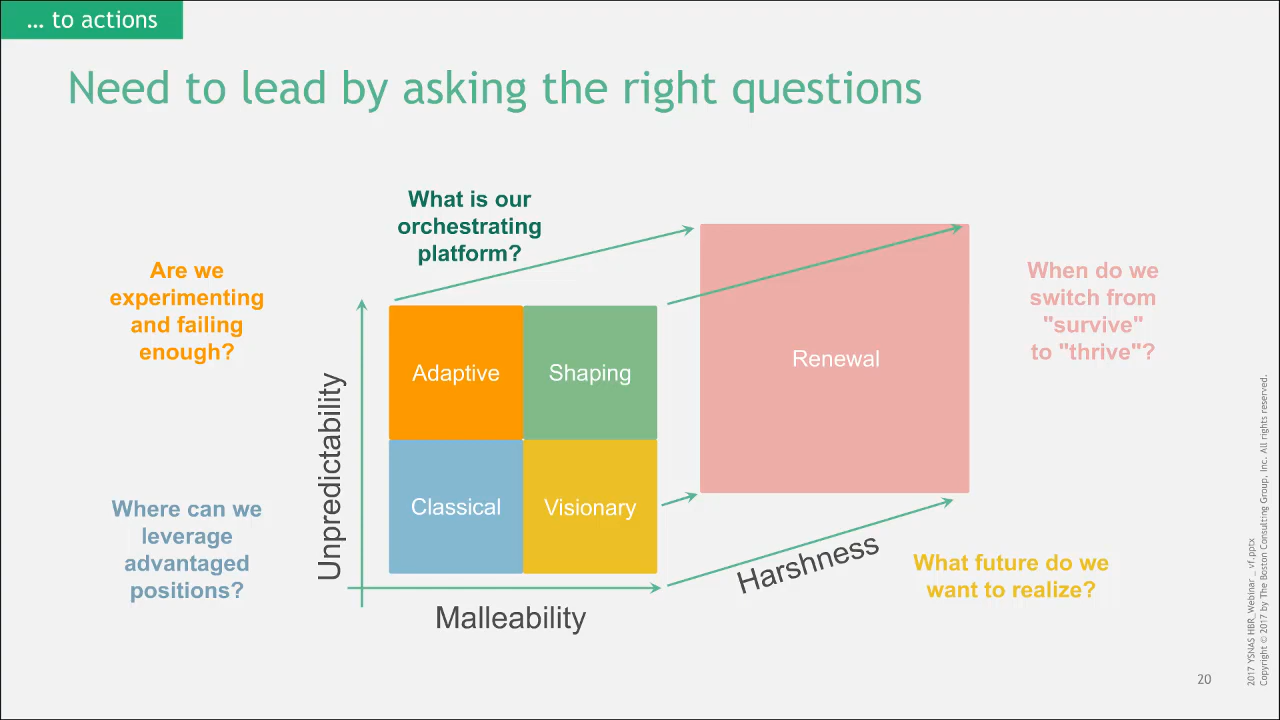 ... to actions
Need to lead by asking the right questions
What is our
orchestrating
platform?
Are we
experimenting
and failing
enough?
When do we
switch from
"survive"
to "thrive"?
Adaptive
Shaping
Renewal
Unpredictability
Classical
Visionary
Where can we
leverage
advantaged
positions?
Harshness
What future do we
want to realize?
Malleability
20
2017 YSNAS HBR_Webinar _ vf.pptx
Copyright © 2017 by The Boston Consulting Group, Inc. All rights reserved.